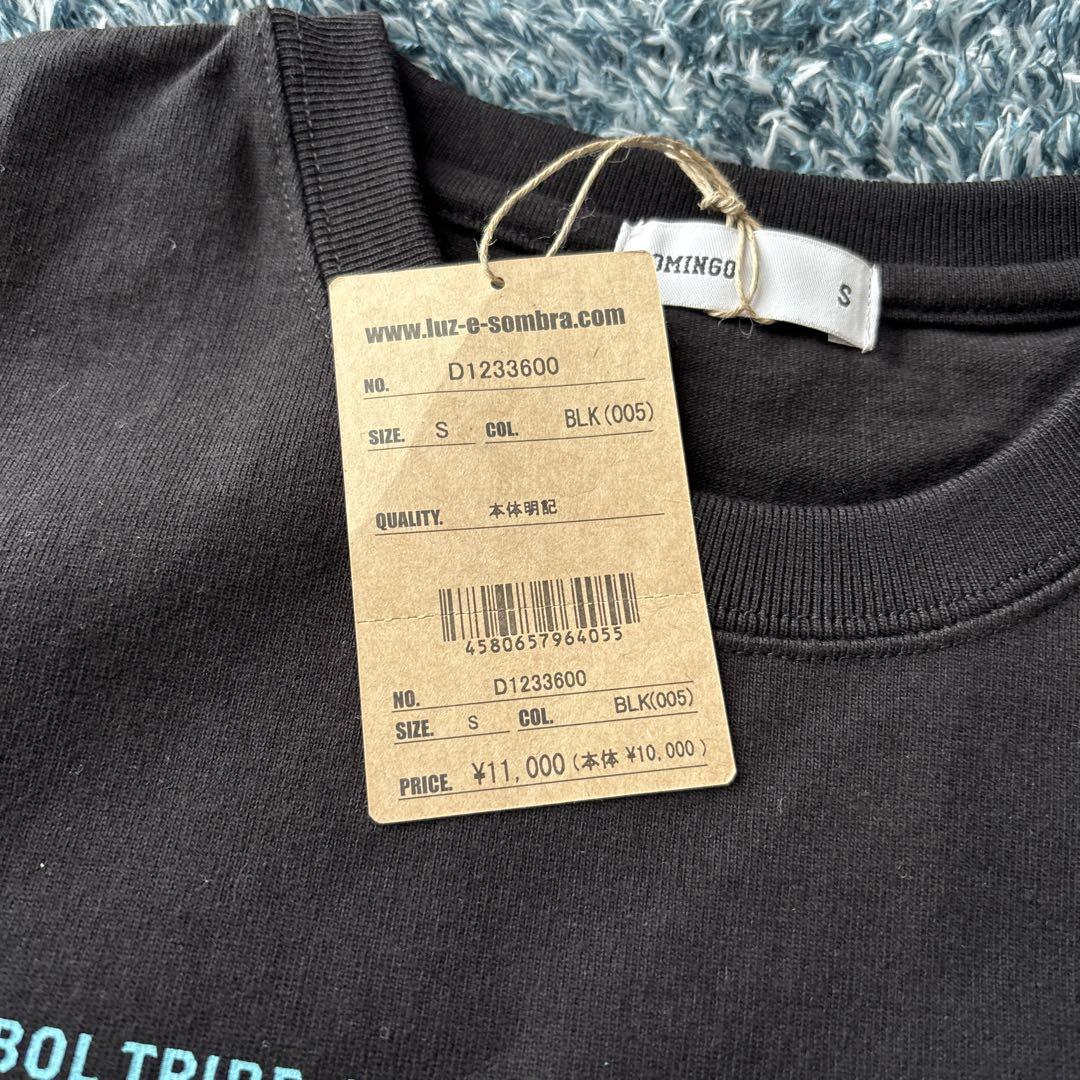 OMINGO
S
www.luz-e-sombra.com
NO. D1233600
SIZE. S COL. BLK(005)
QUALITY. 本体明記
4580657964055
NO. D1233600
SIZE. S COL. BLK(005)
PRICE. ¥11,000(本体 ¥10,000)
BOL TRIBE